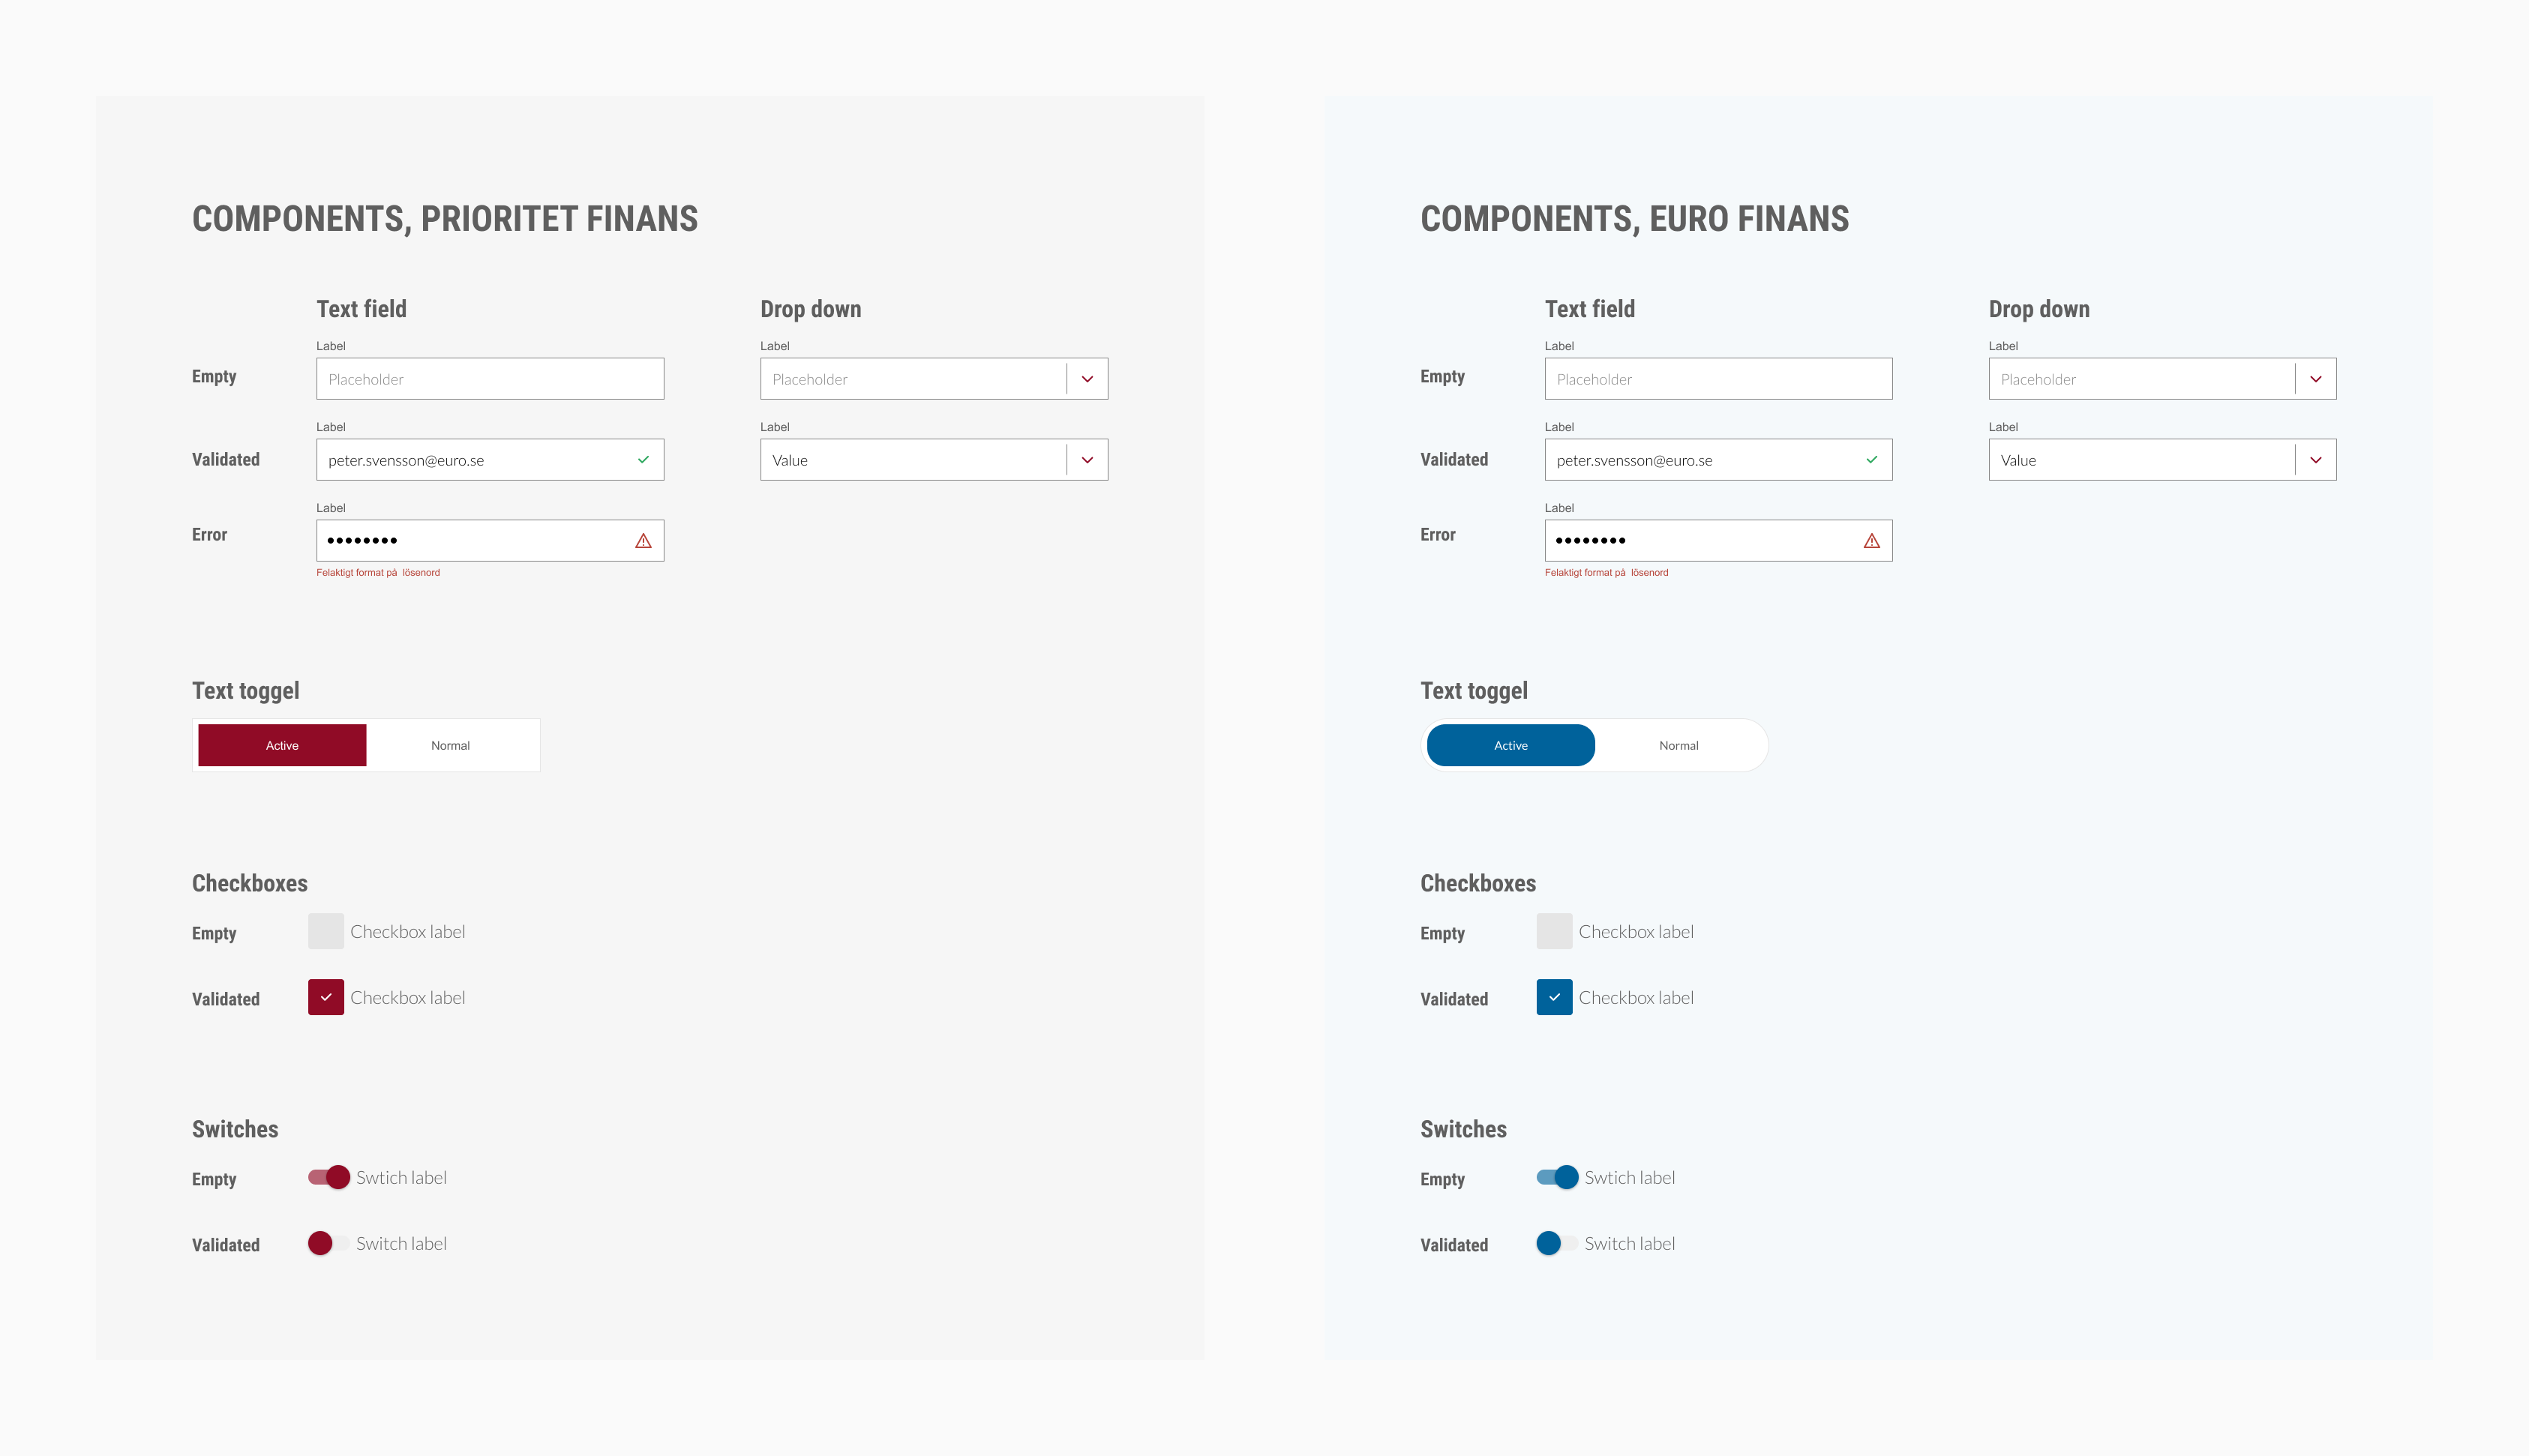 COMPONENTS, PRIORITET FINANS
Text field
Drop down
Label
Label
Empty
Placeholder
Placeholder
Label
Label
Validated
peter.svensson@euro.se
Value
Label
Error
Felaktigt format på  lösenord
Text toggel
Active
Normal
Checkboxes
Empty
Checkbox label
Validated
Checkbox label
Switches
Empty
Swtich label
Validated
Switch label
COMPONENTS, EURO FINANS
Text field
Drop down
Label
Label
Empty
Placeholder
Placeholder
Label
Label
Validated
peter.svensson@euro.se
Value
Label
Error
Felaktigt format på  lösenord
Text toggel
Active
Normal
Checkboxes
Empty
Checkbox label
Validated
Checkbox label
Switches
Empty
Swtich label
Validated
Switch label